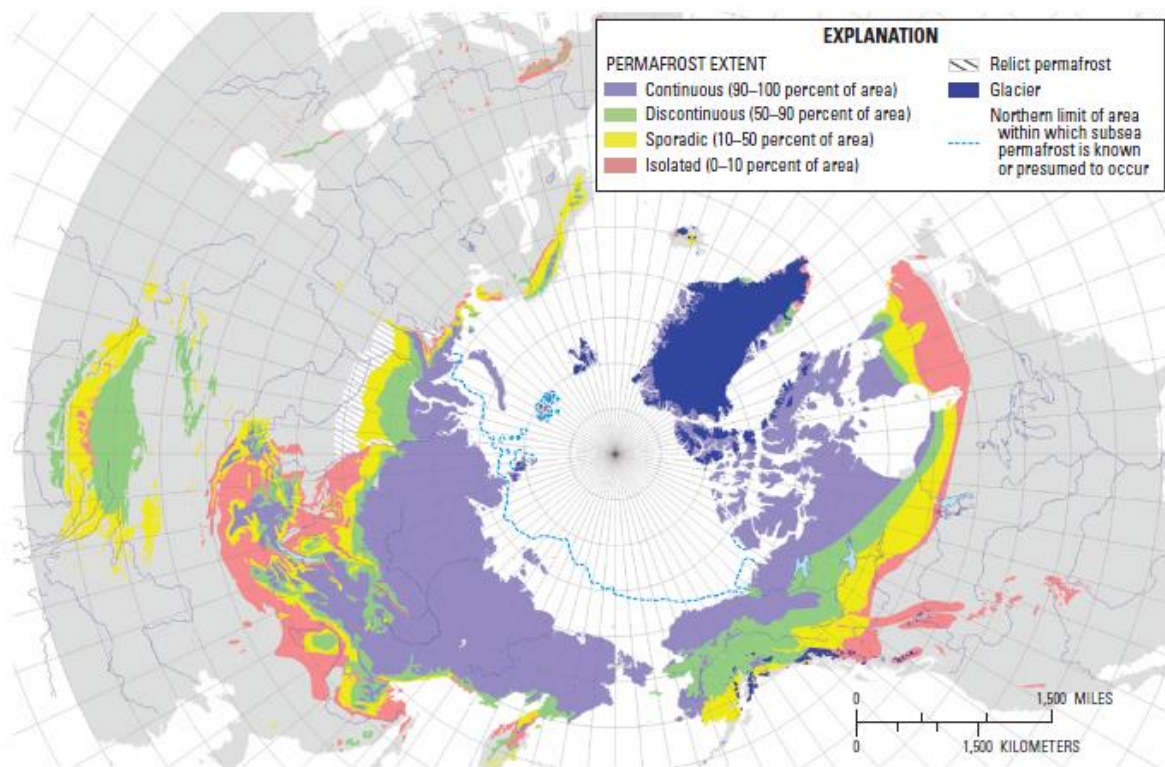 EXPLANATION
PERMAFROST EXTENT
Continuous (90–100 percent of area)
Discontinuous (50–90 percent of area)
Sporadic (10–50 percent of area)
Isolated (0–10 percent of area)
Relict permafrost
Glacier
Northern limit of area
within which subsea
permafrost is known
or presumed to occur
0 1,500 MILES
0 1,500 KILOMETERS